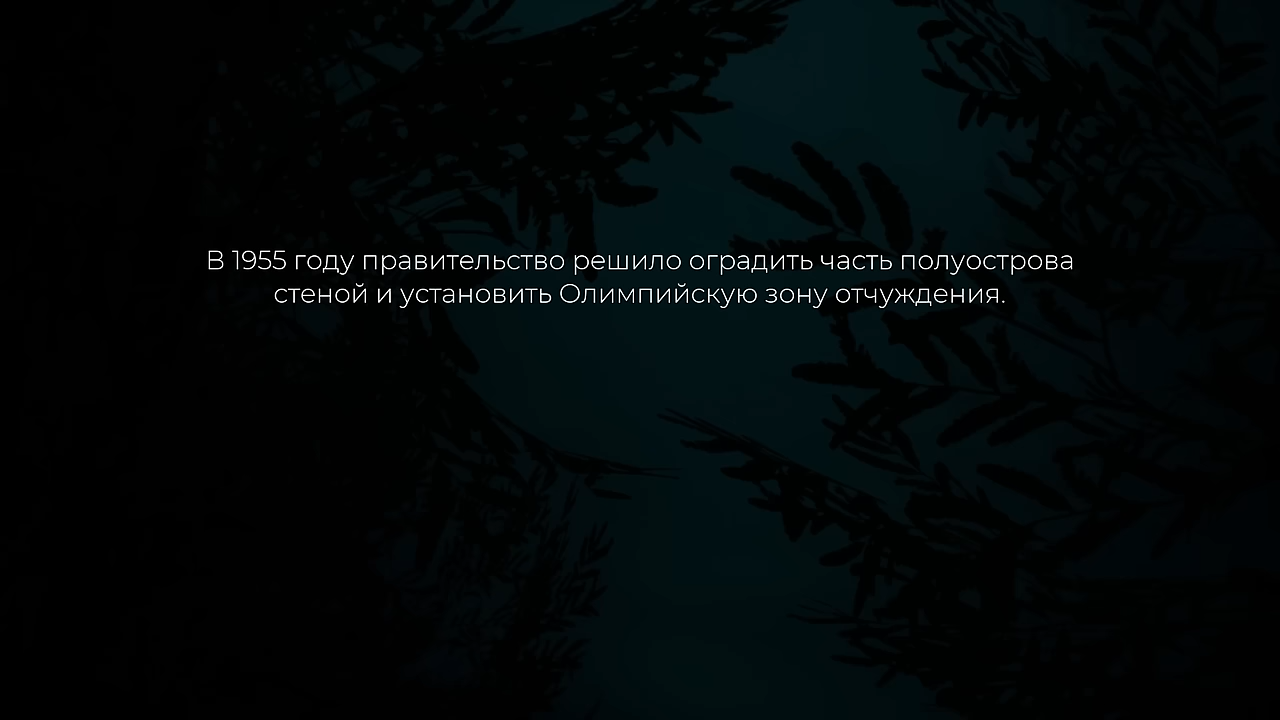 В 1955 году правительство решило оградить часть полуострова
стеной и установить Олимпийскую зону отчуждения.